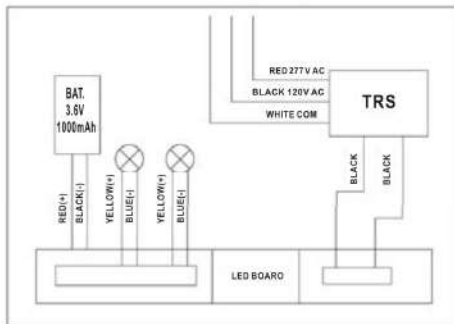 RED 277V AC
BLACK 120V AC
WHITE COM
TRS
BAT.
3.6V
1000mAh
RED(+)
BLACK(-)
YELLOW(+)
BLUE(-)
YELLOW(+)
BLUE(-)
BLACK
BLACK
LED BOARD